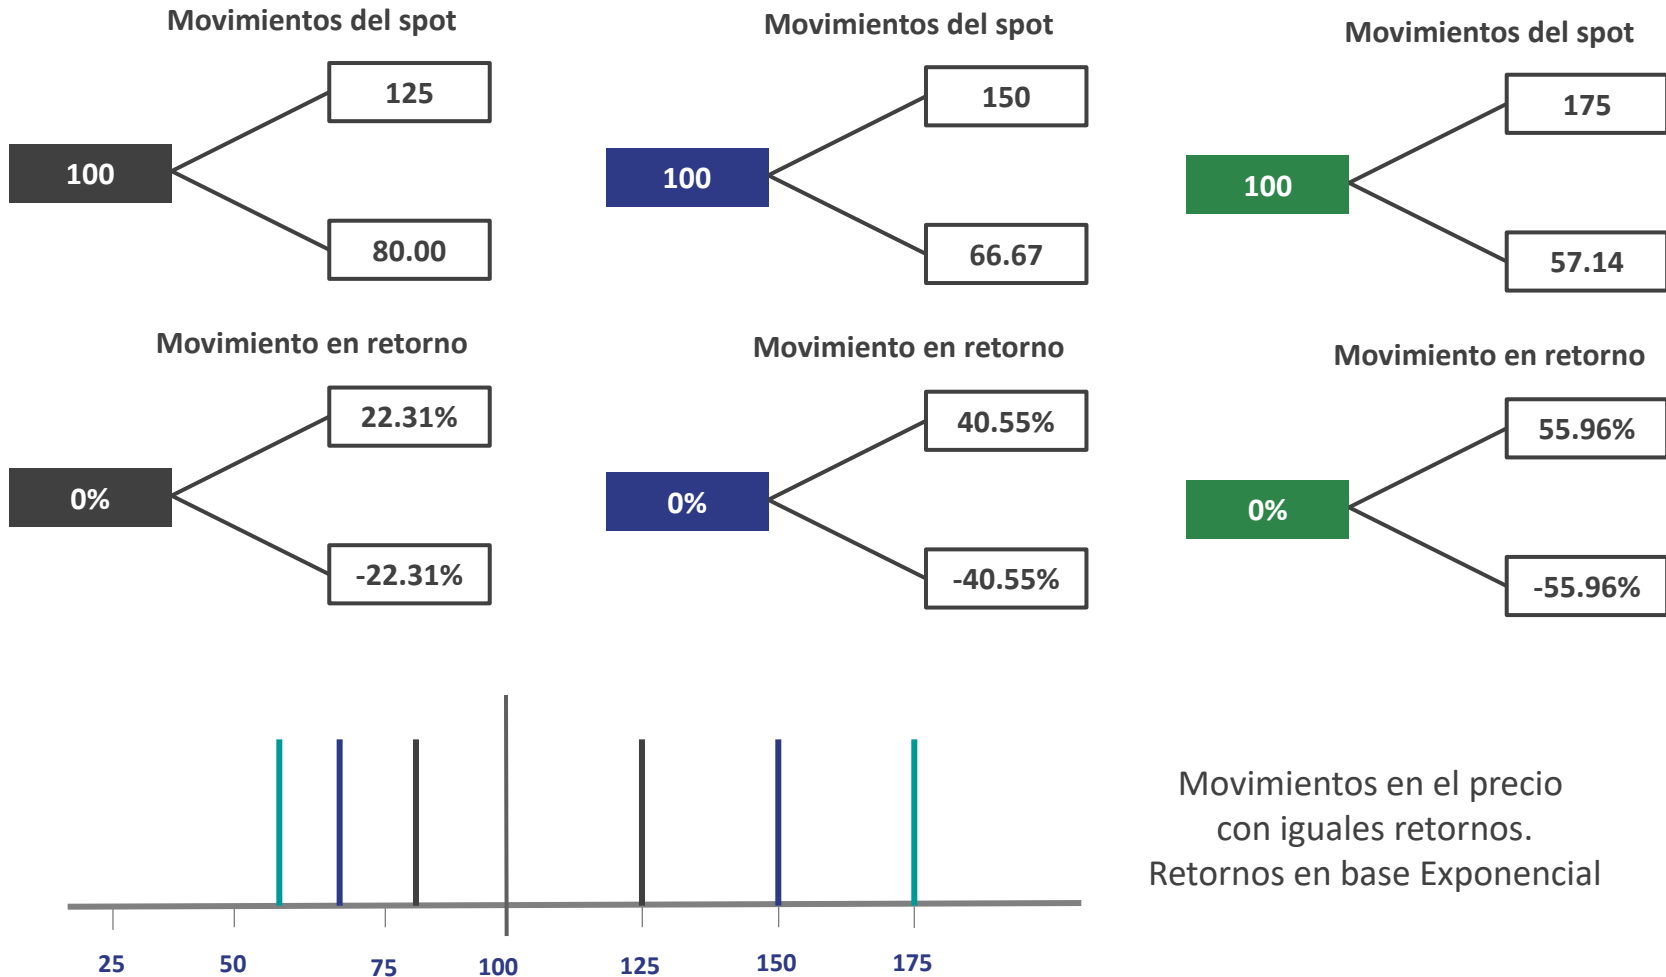 Movimientos del spot
125
100
80.00
Movimiento en retorno
22.31%
0%
-22.31%
Movimientos del spot
150
100
66.67
Movimiento en retorno
40.55%
0%
-40.55%
Movimientos del spot
175
100
57.14
Movimiento en retorno
55.96%
0%
-55.96%
25 50 75 100 125 150 175
Movimientos en el precio
con iguales retornos.
Retornos en base Exponencial